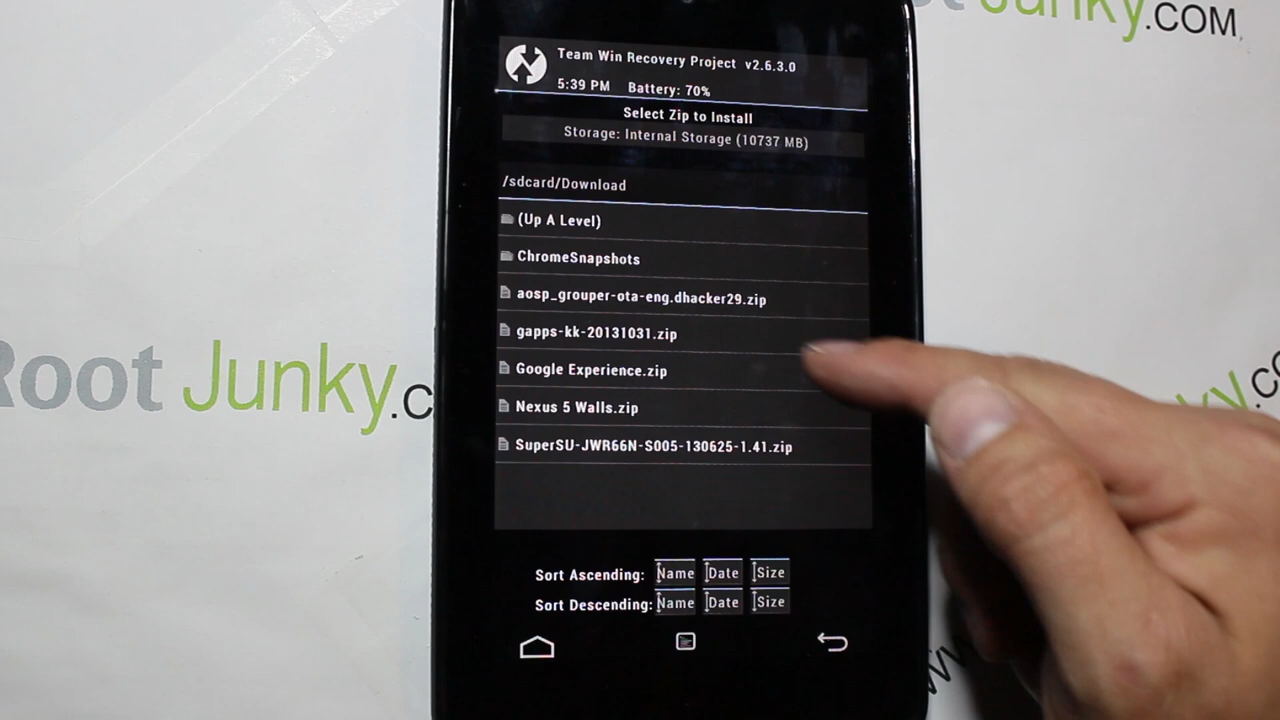 Junky.COM
Team Win Recovery Project v2.6.3.0
5:39 PM Battery: 70%
Select Zip to Install
Storage: Internal Storage (10737 MB)
/sdcard/Download
(Up A Level)
ChromeSnapshots
aosp_grouper-ota-eng.dhacker29.zip
gapps-kk-20131031.zip
Google Experience.zip
Nexus 5 Walls.zip
SuperSU-JWR66N-S005-130625-1.41.zip
Root Junky.c
Sort Ascending: Name Date Size
Sort Descending: Name Date Size